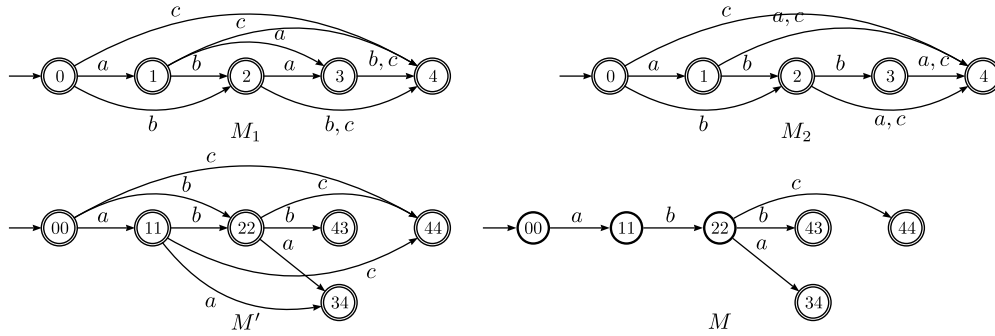 c c
c a a, c
a b b, c a b a, c
0 1 2 a 3 4 0 1 2 b 3 4
b b, c b a, c
M₁ M₂
c
b c c
a b b a b b
00 11 22 43 44 00 11 22 43 44
a a
c
a 34 34
M′ M